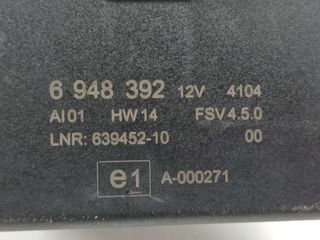 6 948 392 12V 4104
AI01 HW14 FSV4.5.0
LNR: 639452-10 00
e1 A-000271